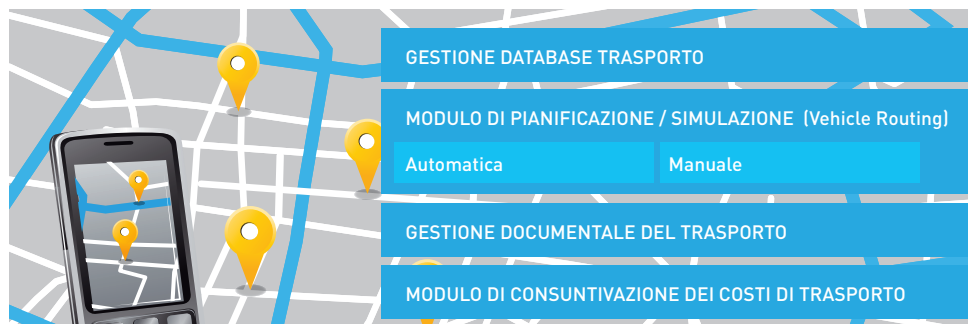 GESTIONE DATABASE TRASPORTO
MODULO DI PIANIFICAZIONE / SIMULAZIONE (Vehicle Routing)
Automatica
Manuale
GESTIONE DOCUMENTALE DEL TRASPORTO
MODULO DI CONSUNTIVAZIONE DEI COSTI DI TRASPORTO